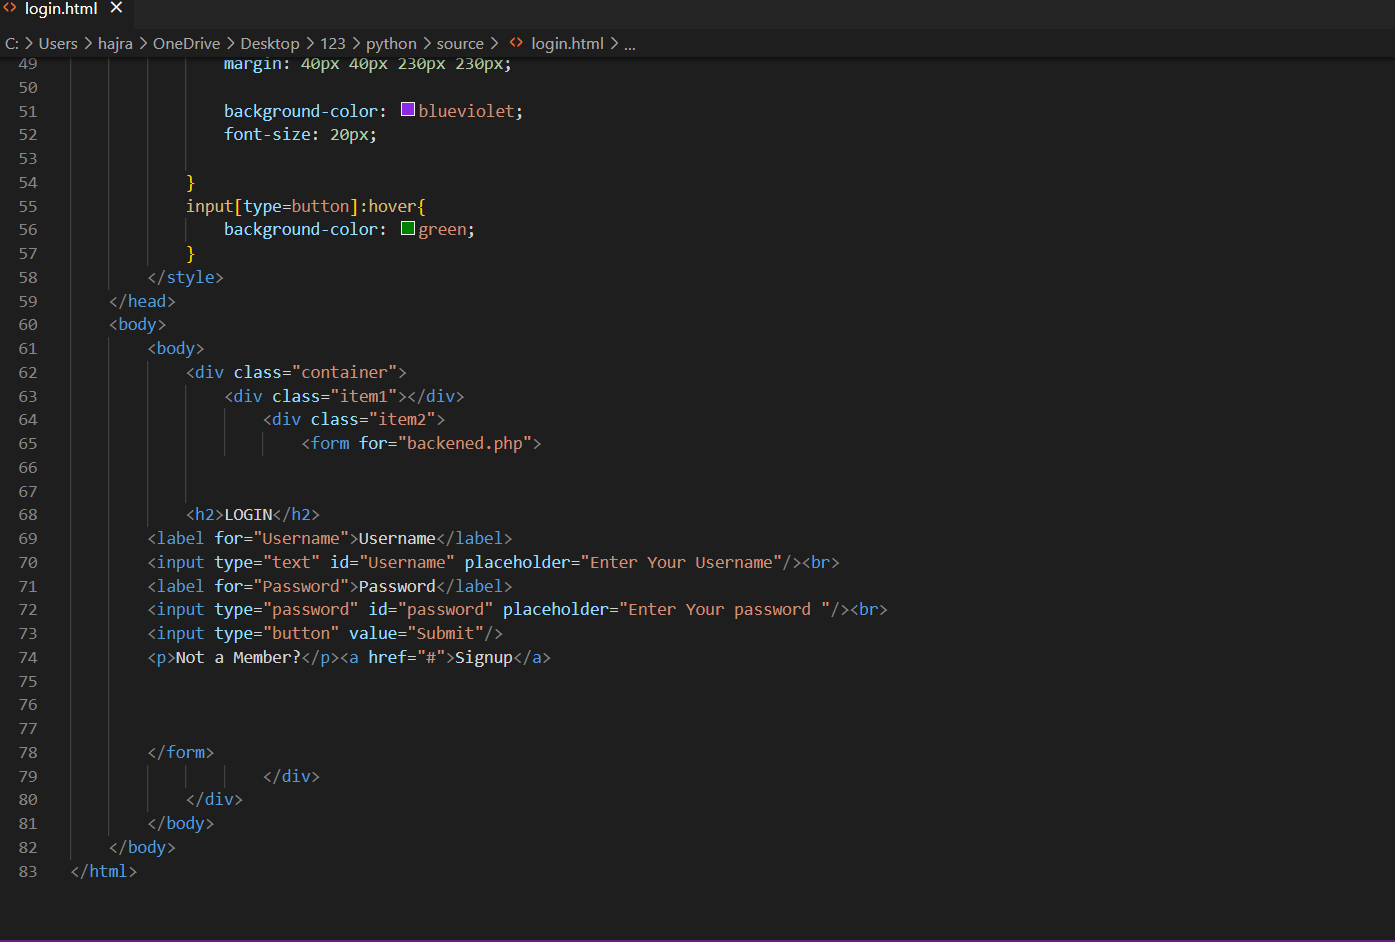 login.html
C: > Users > hajra > OneDrive > Desktop > 123 > python > source > login.html > ...
49 margin: 40px 40px 230px 230px;
50
51 background-color: blueviolet;
52 font-size: 20px;
53
54 }
55 input[type=button]:hover{
56 background-color: green;
57 }
58 </style>
59 </head>
60 <body>
61 <body>
62 <div class="container">
63 <div class="item1"></div>
64 <div class="item2">
65 <form for="backened.php">
66
67
68 <h2>LOGIN</h2>
69 <label for="Username">Username</label>
70 <input type="text" id="Username" placeholder="Enter Your Username"/><br>
71 <label for="Password">Password</label>
72 <input type="password" id="password" placeholder="Enter Your password "/><br>
73 <input type="button" value="Submit"/>
74 <p>Not a Member?</p><a href="#">Signup</a>
75
76
77
78 </form>
79 </div>
80 </div>
81 </body>
82 </body>
83 </html>